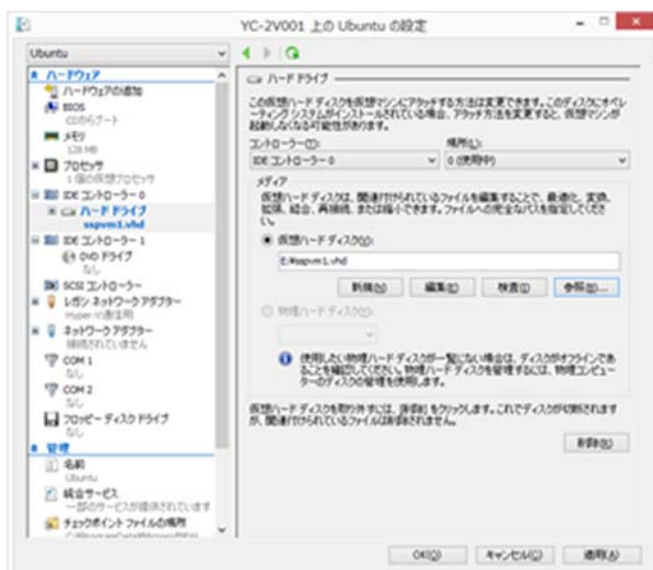 YC-2V001 上の Ubuntu の設定
Ubuntu
ハードウェア
ハードウェアの追加
BIOS
CDからブート
メモリ
128 MB
プロセッサ
1 個の仮想プロセッサ
IDE コントローラー 0
ハード ドライブ
sspvm1.vhd
IDE コントローラー 1
DVD ドライブ
なし
SCSI コントローラー
レガシ ネットワーク アダプター
Hyper-V通信用
ネットワーク アダプター
接続されていません
COM 1
なし
COM 2
なし
フロッピー ディスク ドライブ
なし
管理
名前
Ubuntu
統合サービス
一部のサービスが提供されています
チェックポイント ファイルの場所
ハード ドライブ
この仮想ハード ディスクを仮想マシンにアタッチする方法は変更できます。このディスクにオペレ
ーティング システムがインストールされている場合、アタッチ方法を変更すると、仮想マシンが
起動しなくなる可能性があります。
コントローラー(T):
場所(L):
IDE コントローラー 0
0 (使用中)
メディア
仮想ハード ディスクは、関連付けられているファイルを編集することで、最適化、変換、
拡張、結合、再接続、または縮小できます。ファイルへの完全なパスを指定してくださ
い。
仮想ハード ディスク(V):
E:¥sspvm1.vhd
新規(N)
編集(E)
検査(I)
参照(B)...
物理ハード ディスク(Y):
使用したい物理ハード ディスクが一覧にない場合は、ディスクがオフラインであ
ることを確認してください。物理ハード ディスクを管理するには、物理コンピュー
ターのディスクの管理を使用します。
仮想ハード ディスクを取り外すには、[削除] をクリックします。これでディスクが切断されます
が、関連付けられているファイルは削除されません。
削除(R)
OK(O)
キャンセル(C)
適用(A)